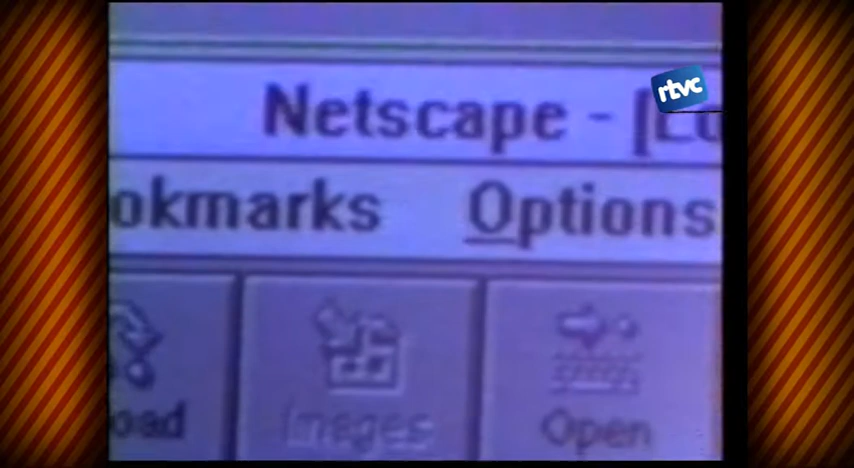 rtvc
Netscape - [
okmarks Options
oad Images Open